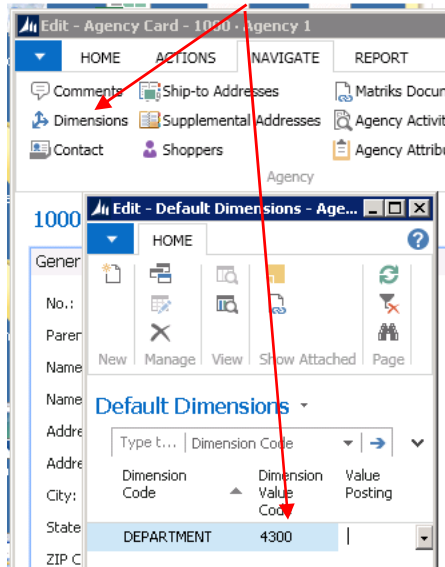 Edit - Agency Card - 1000 · Agency 1
HOME ACTIONS NAVIGATE REPORT
Comments Ship-to Addresses Matriks Docun
Dimensions Supplemental Addresses Agency Activit
Contact Shoppers Agency Attribu
Agency
1000
Edit - Default Dimensions - Age...
HOME
Gener
No.:
Paren
Name
Name
Addre
Addre
City:
State
ZIP C
New Manage View Show Attached Page
Default Dimensions
Type t... Dimension Code
Dimension Code
Dimension Value Code
Value Posting
DEPARTMENT 4300